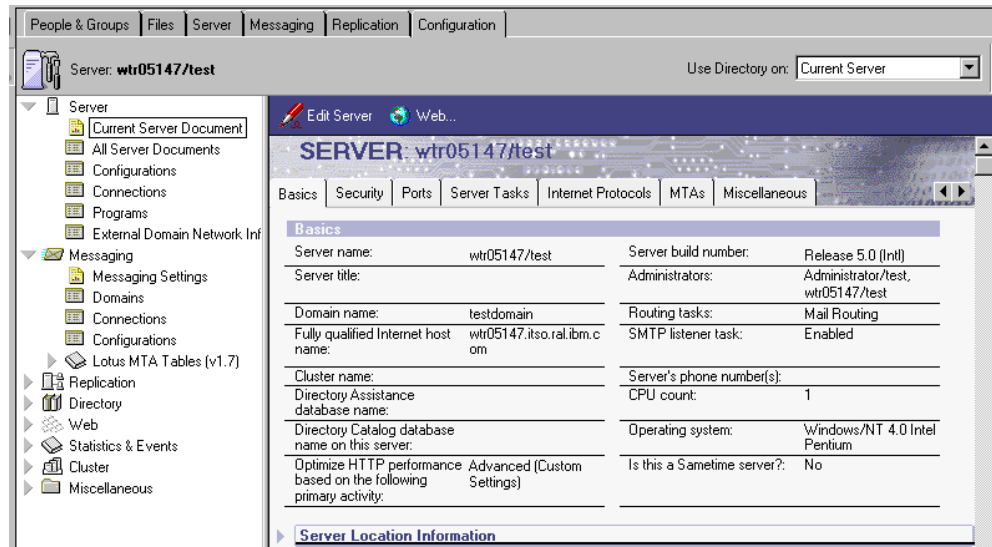 People & Groups Files Server Messaging Replication Configuration
Server: wtr05147/test
Use Directory on: Current Server
Server
Current Server Document
All Server Documents
Configurations
Connections
Programs
External Domain Network Inf
Messaging
Messaging Settings
Domains
Connections
Configurations
Lotus MTA Tables (v1.7)
Replication
Directory
Web
Statistics & Events
Cluster
Miscellaneous
Edit Server Web...
SERVER: wtr05147/test
Basics Security Ports Server Tasks Internet Protocols MTAs Miscellaneous
Basics
Server name: wtr05147/test
Server build number: Release 5.0 (Intl)
Server title:
Administrators: Administrator/test,
wtr05147/test
Domain name: testdomain
Routing tasks: Mail Routing
Fully qualified Internet host
name:
wtr05147.itso.ral.ibm.c
om
SMTP listener task: Enabled
Cluster name:
Server's phone number(s):
Directory Assistance
database name:
CPU count: 1
Directory Catalog database
name on this server:
Operating system: Windows/NT 4.0 Intel
Pentium
Optimize HTTP performance
based on the following
primary activity:
Advanced (Custom
Settings)
Is this a Sametime server?: No
Server Location Information